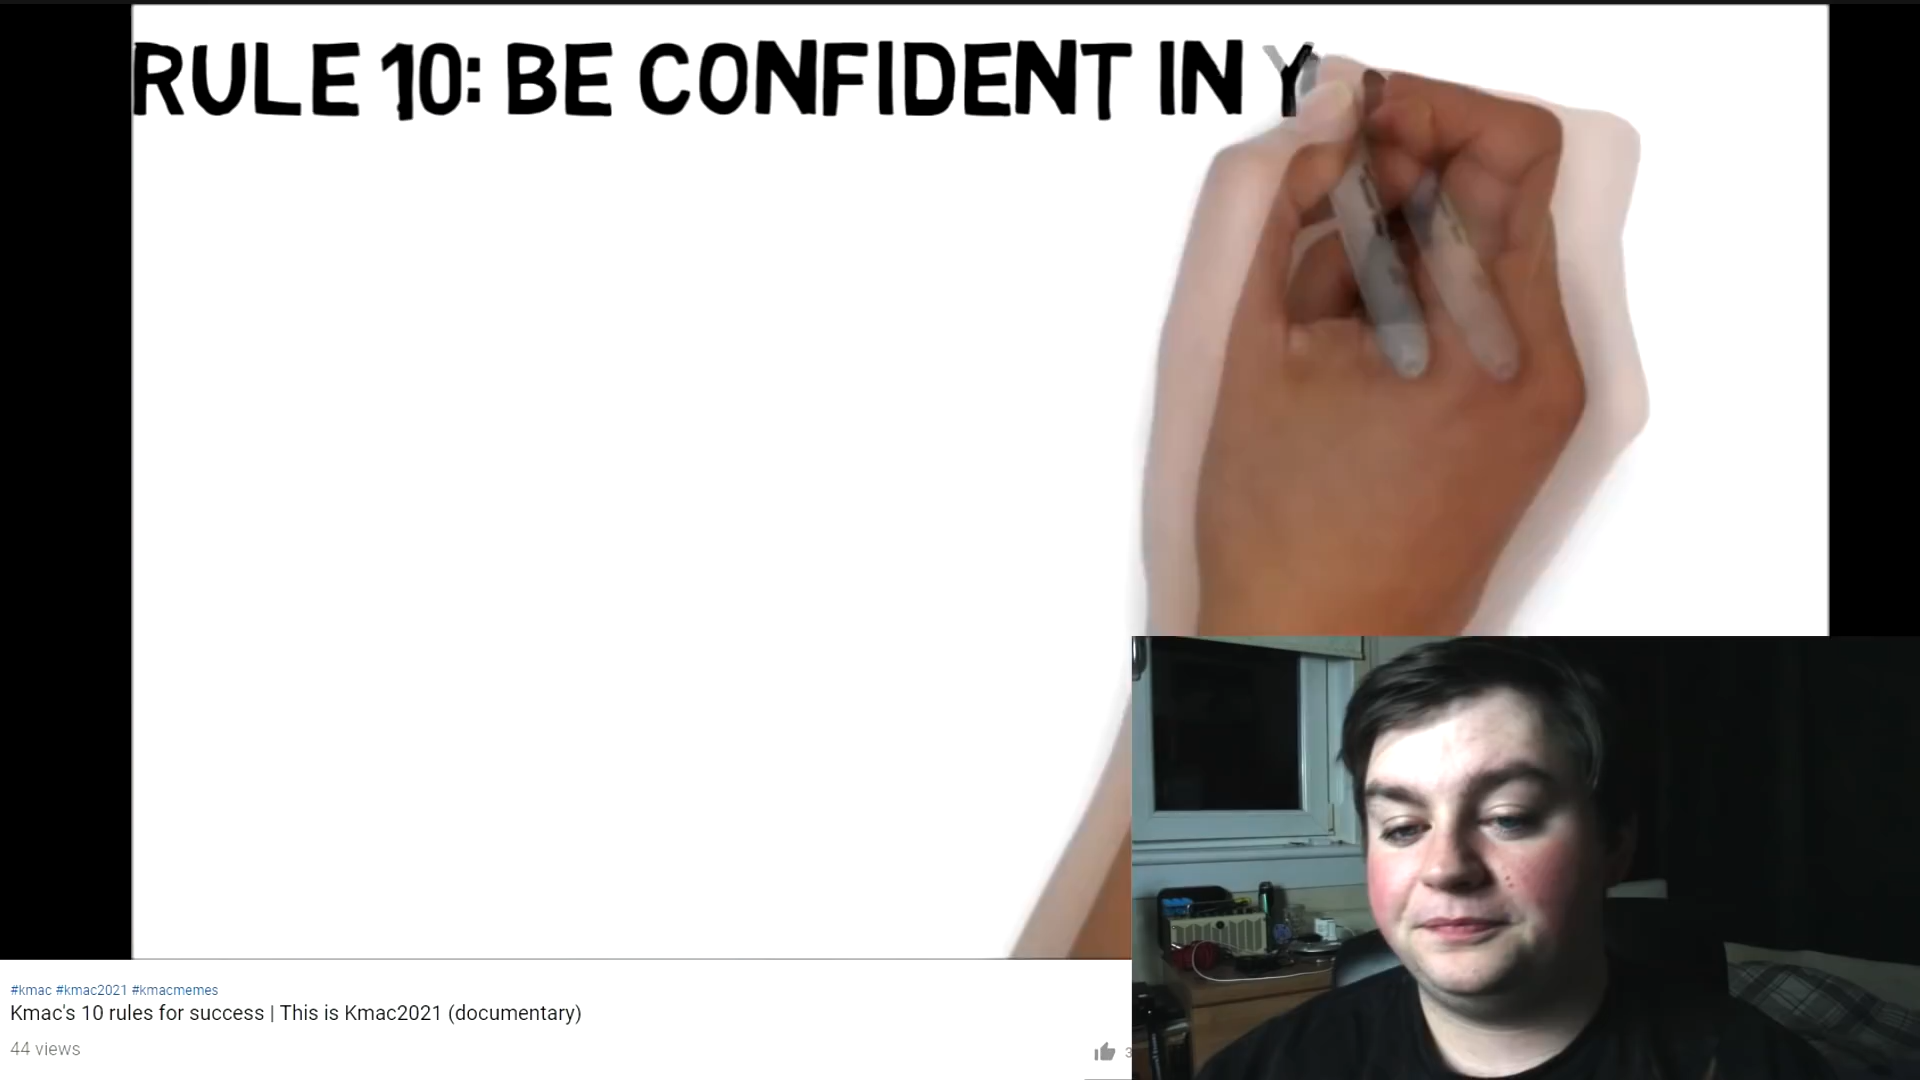 RULE 10: BE CONFIDENT IN Y
#kmac #kmac2021 #kmacmemes
Kmac's 10 rules for success | This is Kmac2021 (documentary)
44 views
3